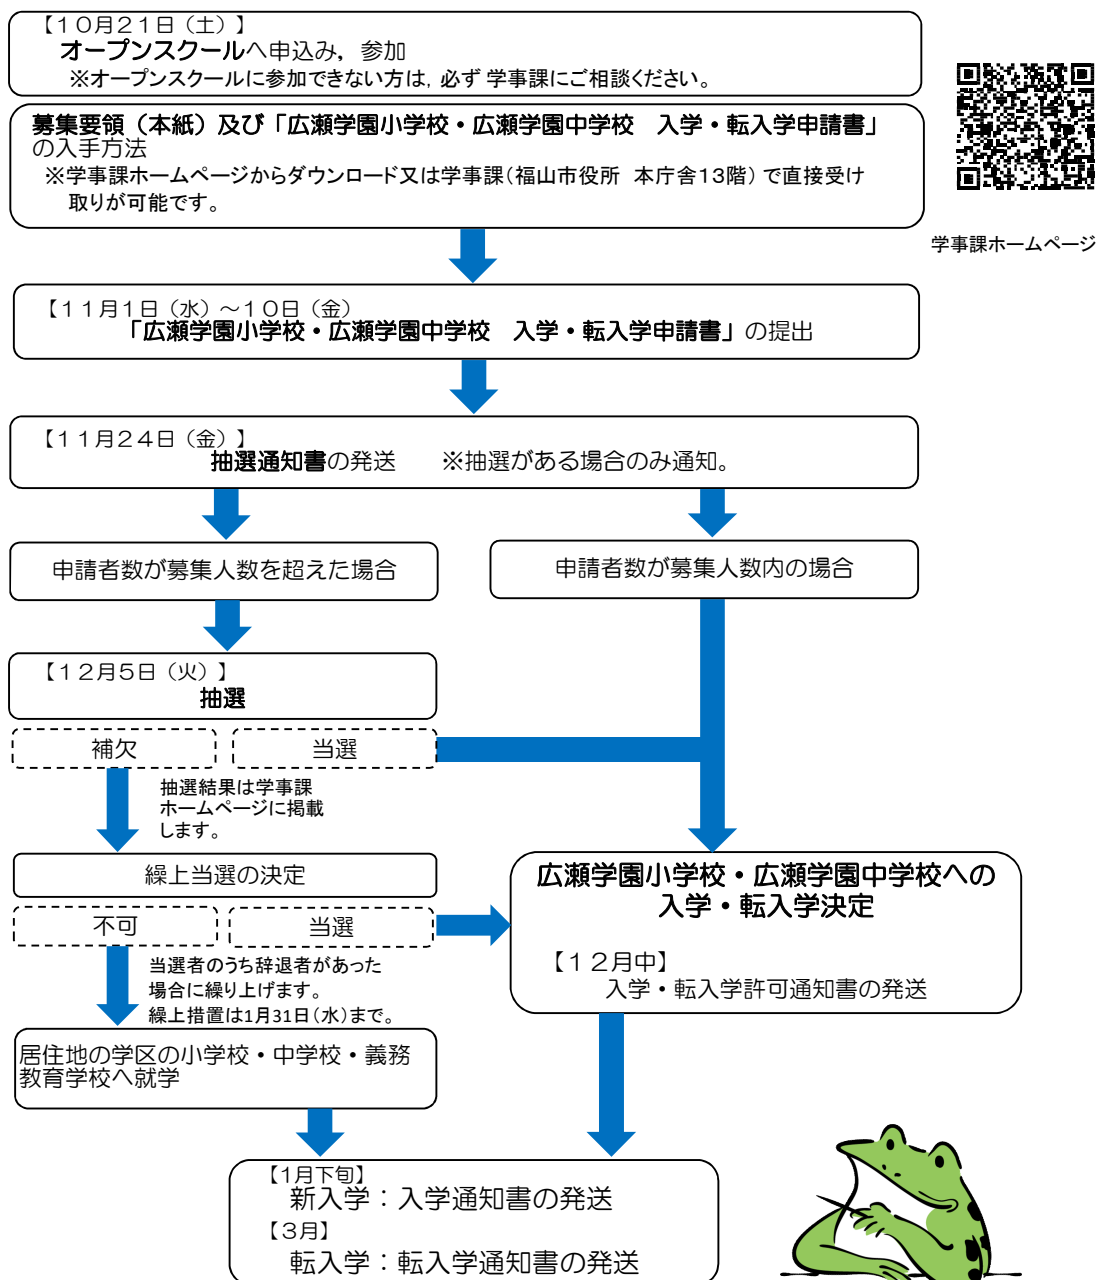 【10月21日（土）】
オープンスクールへ申込み，参加
※オープンスクールに参加できない方は，必ず 学事課にご相談ください。
募集要領（本紙）及び「広瀬学園小学校・広瀬学園中学校　入学・転入学申請書」
の入手方法
※学事課ホームページからダウンロード又は学事課（福山市役所　本庁舎13階）で直接受け
取りが可能です。
学事課ホームページ
【11月1日（水）～10日（金）
「広瀬学園小学校・広瀬学園中学校　入学・転入学申請書」の提出
【11月24日（金）】
抽選通知書の発送　　※抽選がある場合のみ通知。
申請者数が募集人数を超えた場合
申請者数が募集人数内の場合
【12月5日（火）】
抽選
補欠
当選
抽選結果は学事課
ホームページに掲載
します。
繰上当選の決定
不可
当選
当選者のうち辞退者があった
場合に繰り上げます。
繰上措置は1月31日（水）まで。
広瀬学園小学校・広瀬学園中学校への
入学・転入学決定
【12月中】
入学・転入学許可通知書の発送
居住地の学区の小学校・中学校・義務
教育学校へ就学
【1月下旬】
新入学：入学通知書の発送
【3月】
転入学：転入学通知書の発送